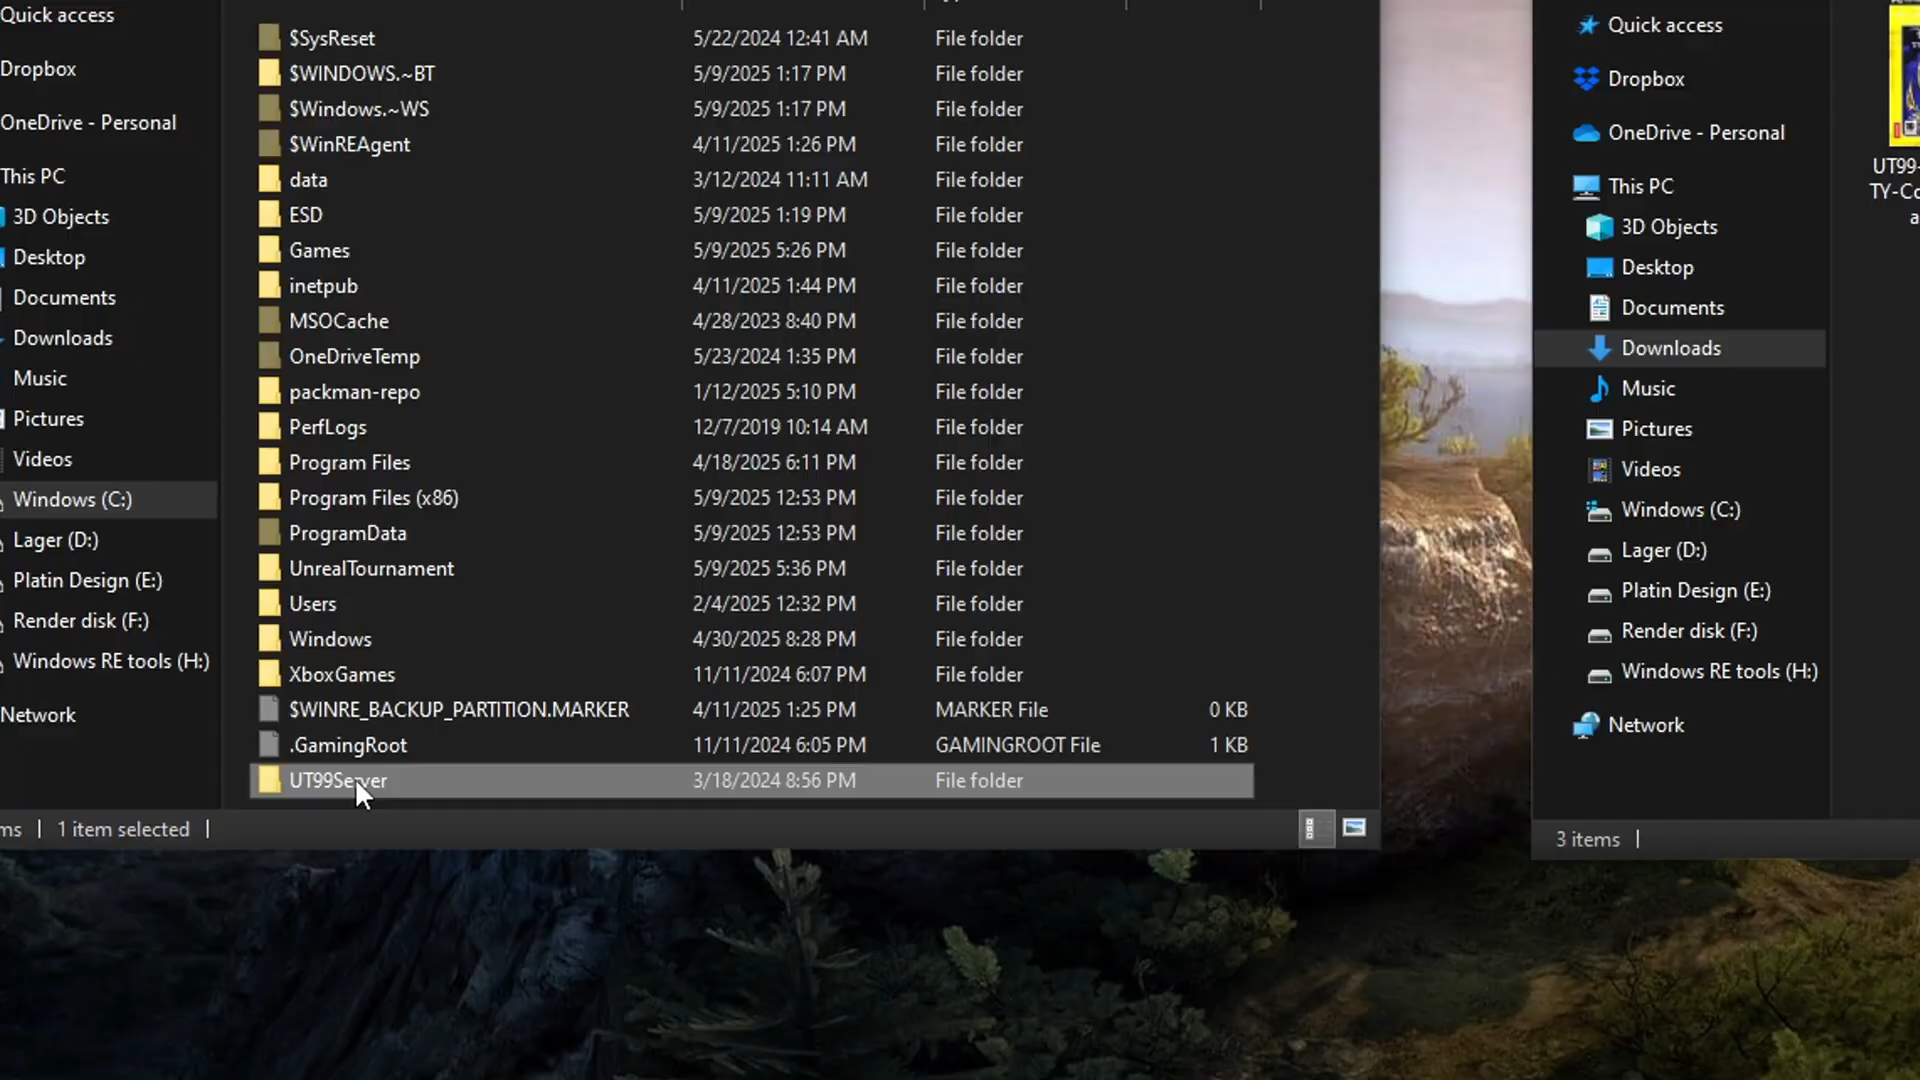 Quick access
Dropbox
OneDrive - Personal
This PC
3D Objects
Desktop
Documents
Downloads
Music
Pictures
Videos
Windows (C:)
Lager (D:)
Platin Design (E:)
Render disk (F:)
Windows RE tools (H:)
Network
$SysReset 5/22/2024 12:41 AM File folder
$WINDOWS.~BT 5/9/2025 1:17 PM File folder
$Windows.~WS 5/9/2025 1:17 PM File folder
$WinREAgent 4/11/2025 1:26 PM File folder
data 3/12/2024 11:11 AM File folder
ESD 5/9/2025 1:19 PM File folder
Games 5/9/2025 5:26 PM File folder
inetpub 4/11/2025 1:44 PM File folder
MSOCache 4/28/2023 8:40 PM File folder
OneDriveTemp 5/23/2024 1:35 PM File folder
packman-repo 1/12/2025 5:10 PM File folder
PerfLogs 12/7/2019 10:14 AM File folder
Program Files 4/18/2025 6:11 PM File folder
Program Files (x86) 5/9/2025 12:53 PM File folder
ProgramData 5/9/2025 12:53 PM File folder
UnrealTournament 5/9/2025 5:36 PM File folder
Users 2/4/2025 12:32 PM File folder
Windows 4/30/2025 8:28 PM File folder
XboxGames 11/11/2024 6:07 PM File folder
$WINRE_BACKUP_PARTITION.MARKER 4/11/2025 1:25 PM MARKER File 0 KB
.GamingRoot 11/11/2024 6:05 PM GAMINGROOT File 1 KB
UT99Server 3/18/2024 8:56 PM File folder
ms | 1 item selected |
Quick access
Dropbox
OneDrive - Personal
This PC
3D Objects
Desktop
Documents
Downloads
Music
Pictures
Videos
Windows (C:)
Lager (D:)
Platin Design (E:)
Render disk (F:)
Windows RE tools (H:)
Network
3 items |
UT99-
TY-Co
a